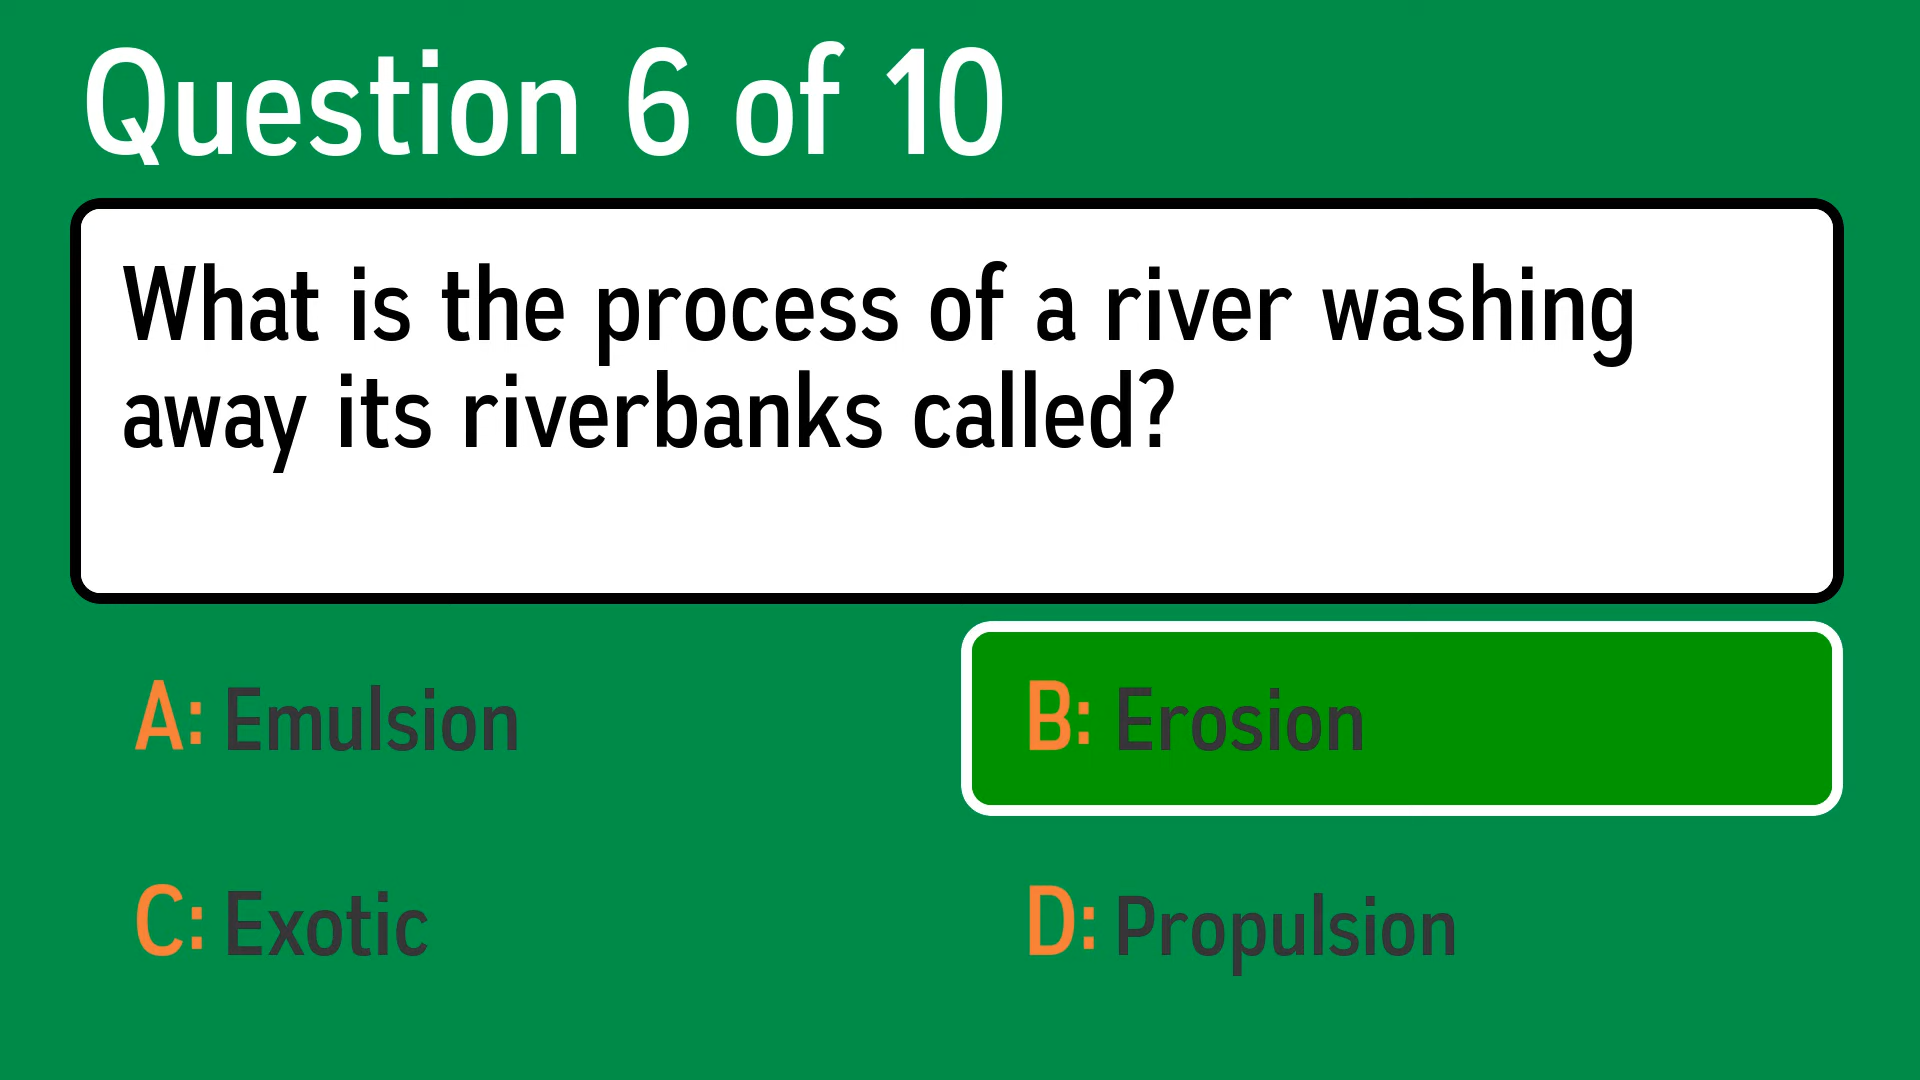 Question 6 of 10
What is the process of a river washing
away its riverbanks called?
A: Emulsion
B: Erosion
C: Exotic
D: Propulsion